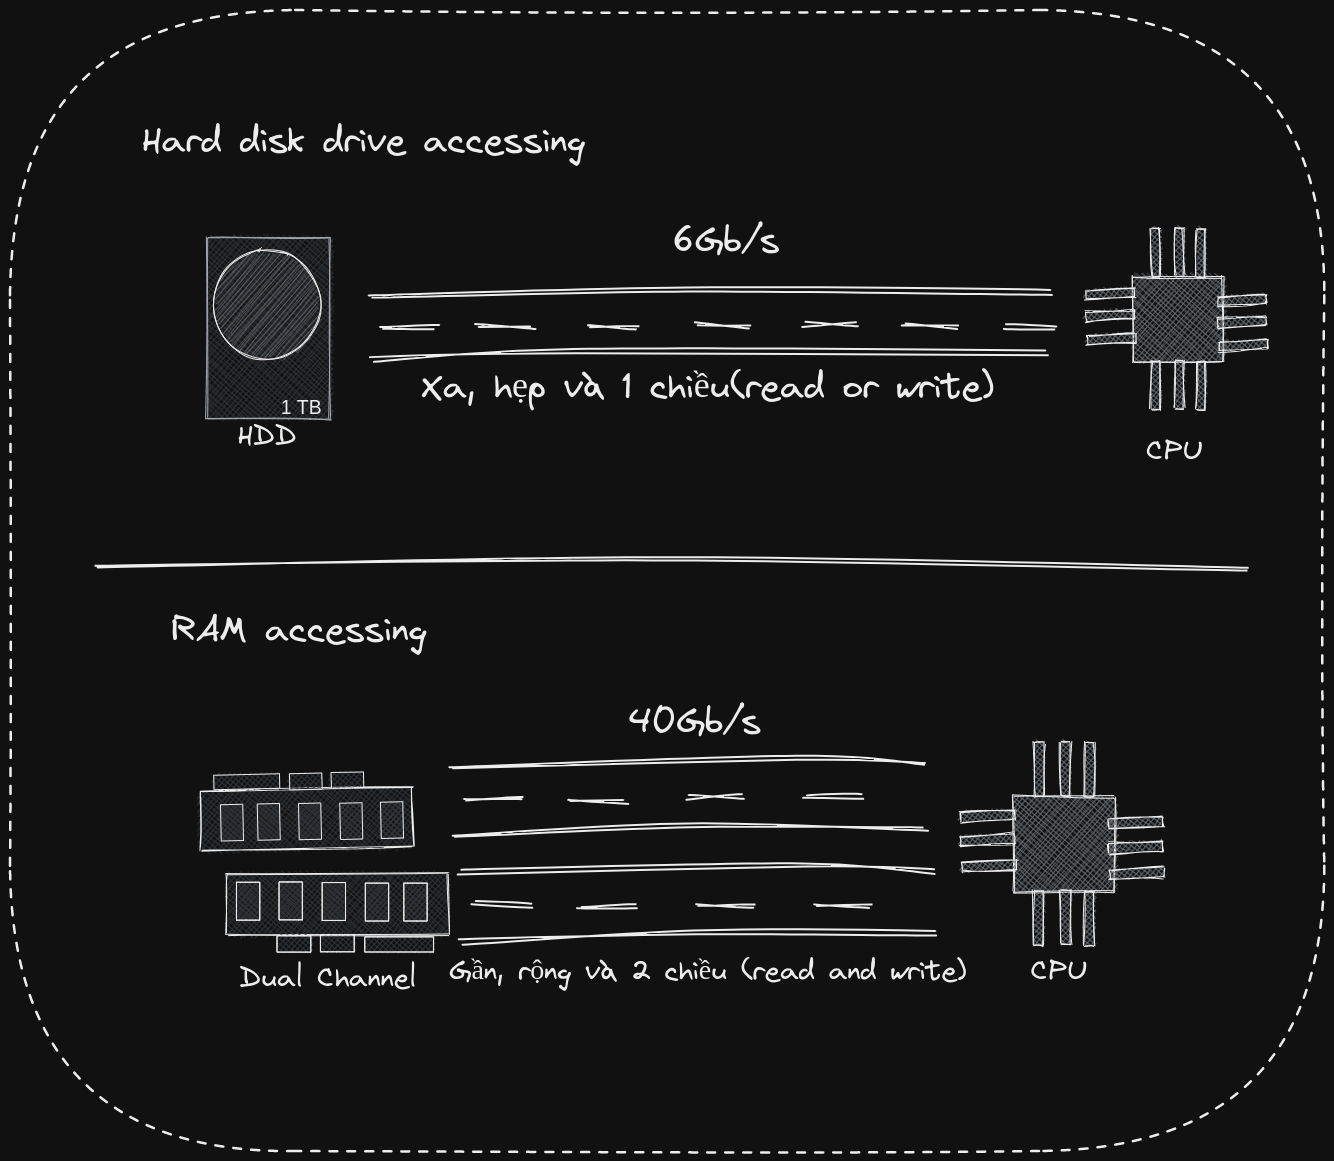 Hard disk drive accessing
6Gb/s
Xa, hẹp và 1 chiều(read or write)
1 TB
HDD
CPU
RAM accessing
40Gb/s
Dual Channel
Gần, rộng và 2 chiều (read and write)
CPU